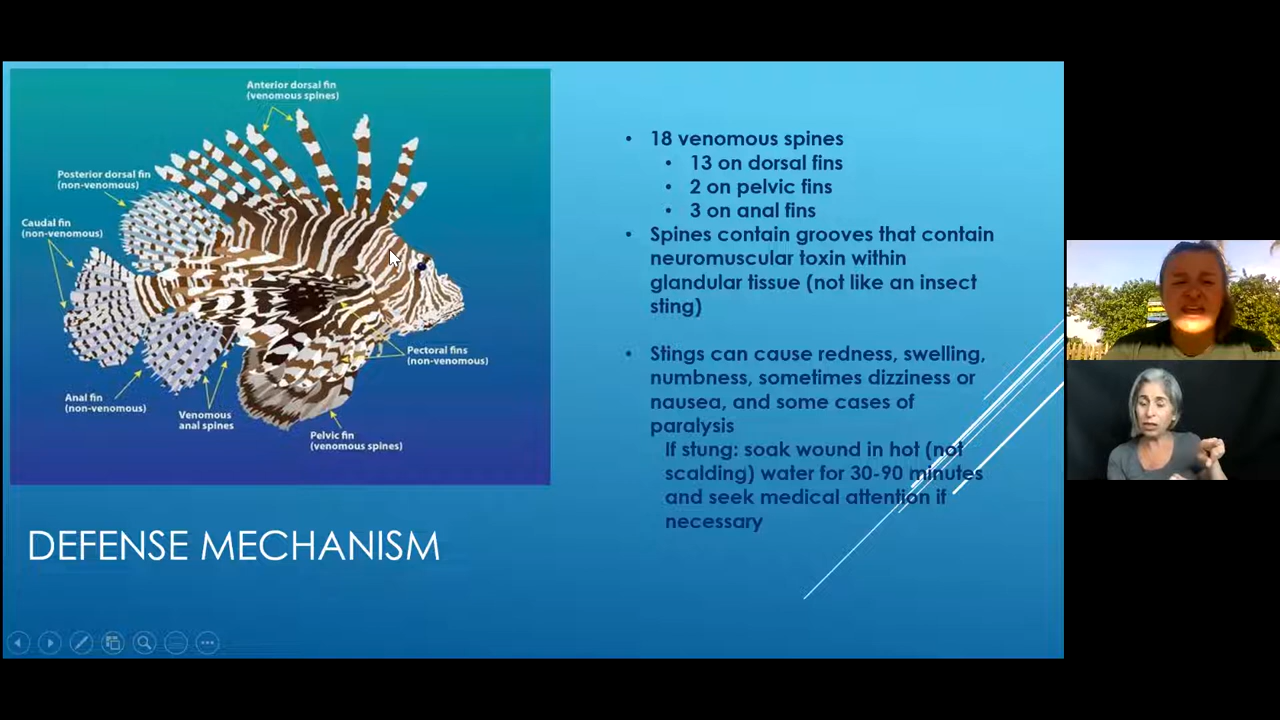 Anterior dorsal fin
(venomous spines)
Posterior dorsal fin
(non-venomous)
Caudal fin
(non-venomous)
Pectoral fins
(non-venomous)
Anal fin
(non-venomous)
Venomous
anal spines
Pelvic fin
(venomous spines)
DEFENSE MECHANISM
• 18 venomous spines
• 13 on dorsal fins
• 2 on pelvic fins
• 3 on anal fins
• Spines contain grooves that contain
neuromuscular toxin within
glandular tissue (not like an insect
sting)
• Stings can cause redness, swelling,
numbness, sometimes dizziness or
nausea, and some cases of
paralysis
If stung: soak wound in hot (not
scalding) water for 30-90 minutes
and seek medical attention if
necessary